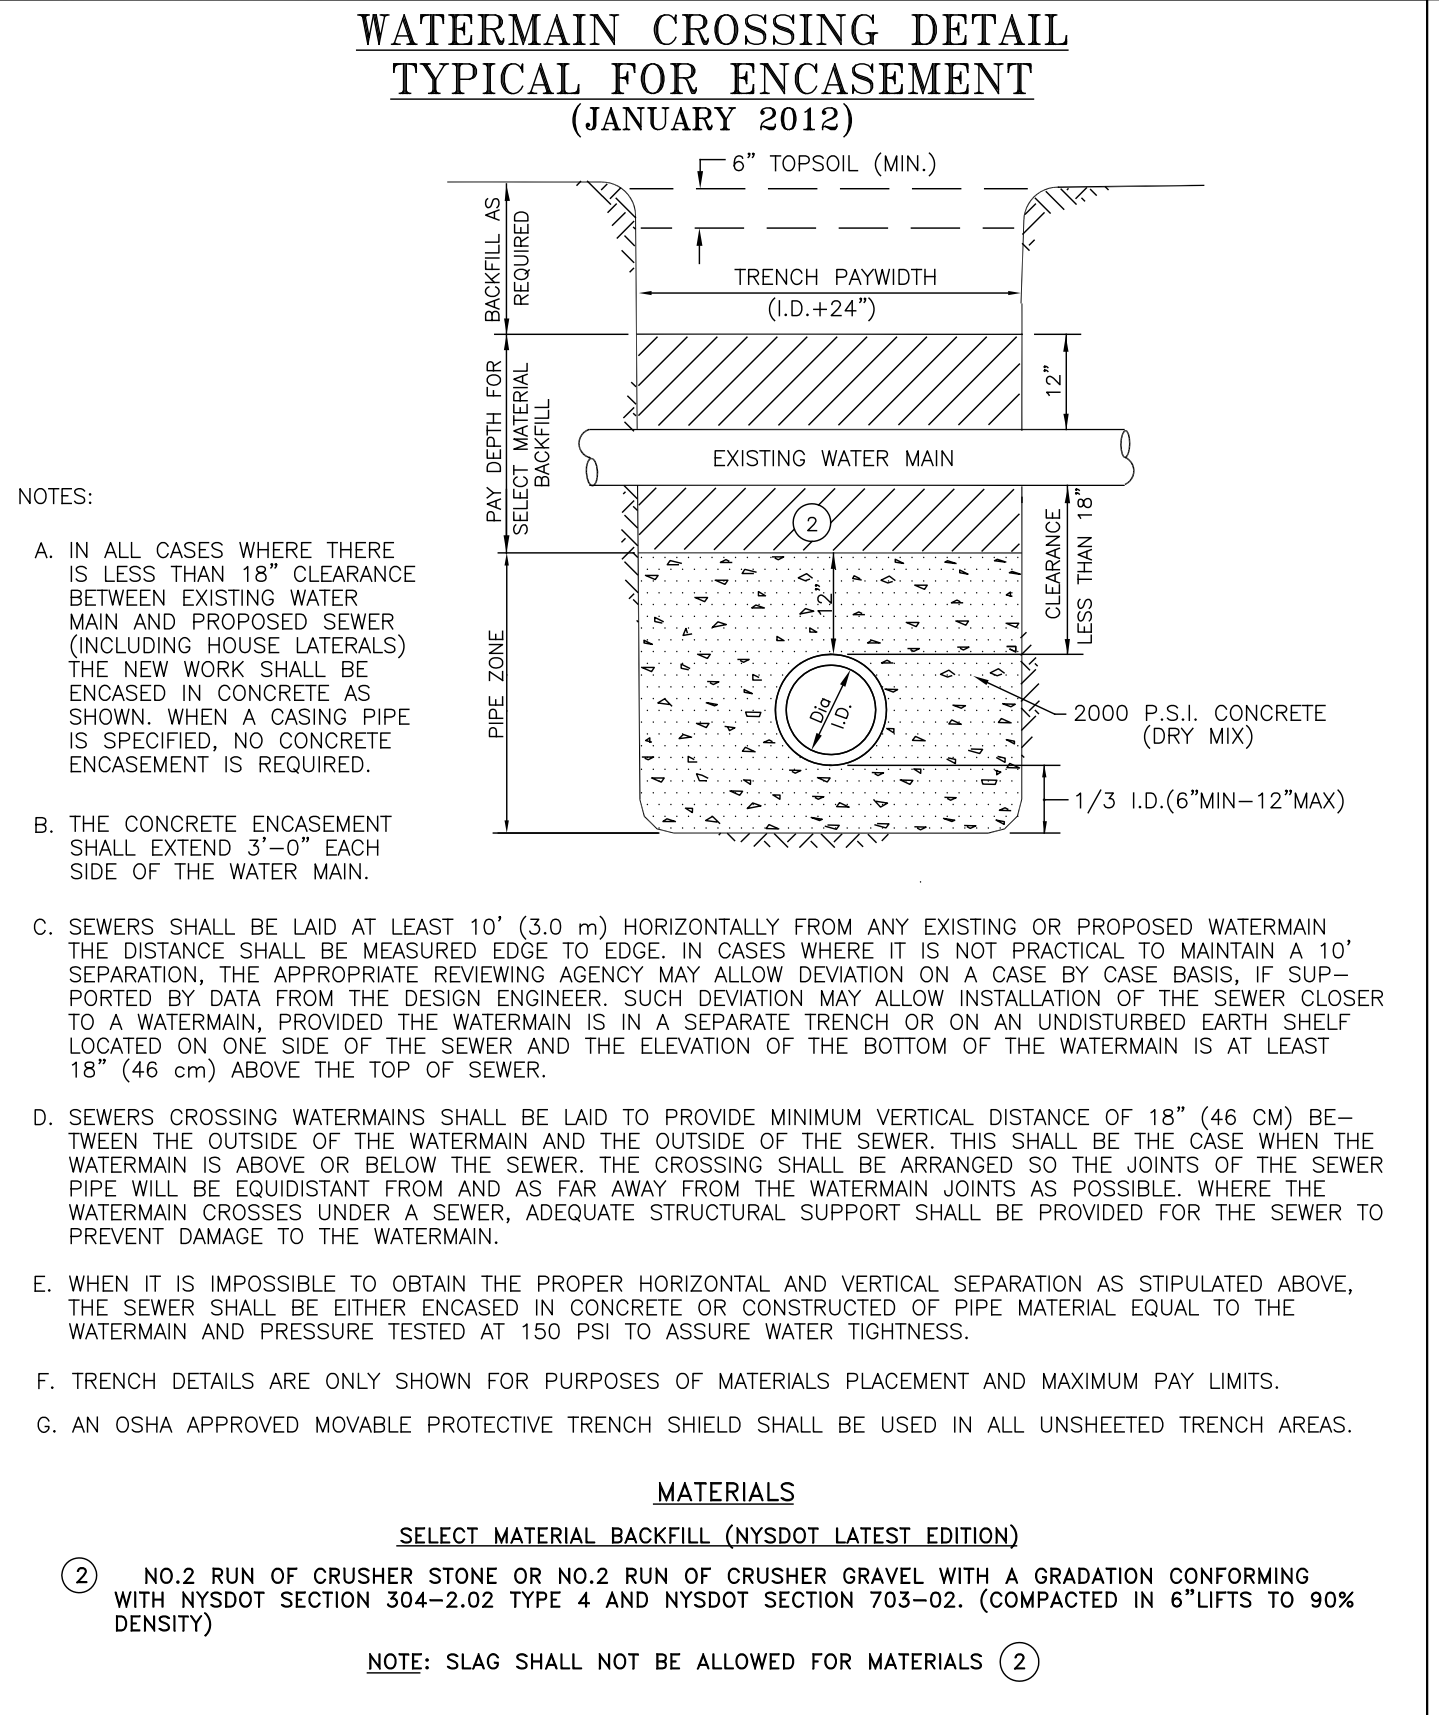 WATERMAIN CROSSING DETAIL
TYPICAL FOR ENCASEMENT
(JANUARY 2012)
6" TOPSOIL (MIN.)
BACKFILL AS
REQUIRED
TRENCH PAYWIDTH
(I.D.+24")
PAY DEPTH FOR
SELECT MATERIAL
BACKFILL
12"
EXISTING WATER MAIN
2
CLEARANCE
LESS THAN 18"
12"
PIPE ZONE
Dia
I.D.
2000 P.S.I. CONCRETE
(DRY MIX)
1/3 I.D.(6"MIN-12"MAX)
NOTES:
A. IN ALL CASES WHERE THERE
IS LESS THAN 18" CLEARANCE
BETWEEN EXISTING WATER
MAIN AND PROPOSED SEWER
(INCLUDING HOUSE LATERALS)
THE NEW WORK SHALL BE
ENCASED IN CONCRETE AS
SHOWN. WHEN A CASING PIPE
IS SPECIFIED, NO CONCRETE
ENCASEMENT IS REQUIRED.
B. THE CONCRETE ENCASEMENT
SHALL EXTEND 3'-0" EACH
SIDE OF THE WATER MAIN.
C. SEWERS SHALL BE LAID AT LEAST 10' (3.0 m) HORIZONTALLY FROM ANY EXISTING OR PROPOSED WATERMAIN
THE DISTANCE SHALL BE MEASURED EDGE TO EDGE. IN CASES WHERE IT IS NOT PRACTICAL TO MAINTAIN A 10'
SEPARATION, THE APPROPRIATE REVIEWING AGENCY MAY ALLOW DEVIATION ON A CASE BY CASE BASIS, IF SUP-
PORTED BY DATA FROM THE DESIGN ENGINEER. SUCH DEVIATION MAY ALLOW INSTALLATION OF THE SEWER CLOSER
TO A WATERMAIN, PROVIDED THE WATERMAIN IS IN A SEPARATE TRENCH OR ON AN UNDISTURBED EARTH SHELF
LOCATED ON ONE SIDE OF THE SEWER AND THE ELEVATION OF THE BOTTOM OF THE WATERMAIN IS AT LEAST
18" (46 cm) ABOVE THE TOP OF SEWER.
D. SEWERS CROSSING WATERMAINS SHALL BE LAID TO PROVIDE MINIMUM VERTICAL DISTANCE OF 18" (46 CM) BE-
TWEEN THE OUTSIDE OF THE WATERMAIN AND THE OUTSIDE OF THE SEWER. THIS SHALL BE THE CASE WHEN THE
WATERMAIN IS ABOVE OR BELOW THE SEWER. THE CROSSING SHALL BE ARRANGED SO THE JOINTS OF THE SEWER
PIPE WILL BE EQUIDISTANT FROM AND AS FAR AWAY FROM THE WATERMAIN JOINTS AS POSSIBLE. WHERE THE
WATERMAIN CROSSES UNDER A SEWER, ADEQUATE STRUCTURAL SUPPORT SHALL BE PROVIDED FOR THE SEWER TO
PREVENT DAMAGE TO THE WATERMAIN.
E. WHEN IT IS IMPOSSIBLE TO OBTAIN THE PROPER HORIZONTAL AND VERTICAL SEPARATION AS STIPULATED ABOVE,
THE SEWER SHALL BE EITHER ENCASED IN CONCRETE OR CONSTRUCTED OF PIPE MATERIAL EQUAL TO THE
WATERMAIN AND PRESSURE TESTED AT 150 PSI TO ASSURE WATER TIGHTNESS.
F. TRENCH DETAILS ARE ONLY SHOWN FOR PURPOSES OF MATERIALS PLACEMENT AND MAXIMUM PAY LIMITS.
G. AN OSHA APPROVED MOVABLE PROTECTIVE TRENCH SHIELD SHALL BE USED IN ALL UNSHEETED TRENCH AREAS.
MATERIALS
SELECT MATERIAL BACKFILL (NYSDOT LATEST EDITION)
2 NO.2 RUN OF CRUSHER STONE OR NO.2 RUN OF CRUSHER GRAVEL WITH A GRADATION CONFORMING
WITH NYSDOT SECTION 304-2.02 TYPE 4 AND NYSDOT SECTION 703-02. (COMPACTED IN 6"LIFTS TO 90%
DENSITY)
NOTE: SLAG SHALL NOT BE ALLOWED FOR MATERIALS 2